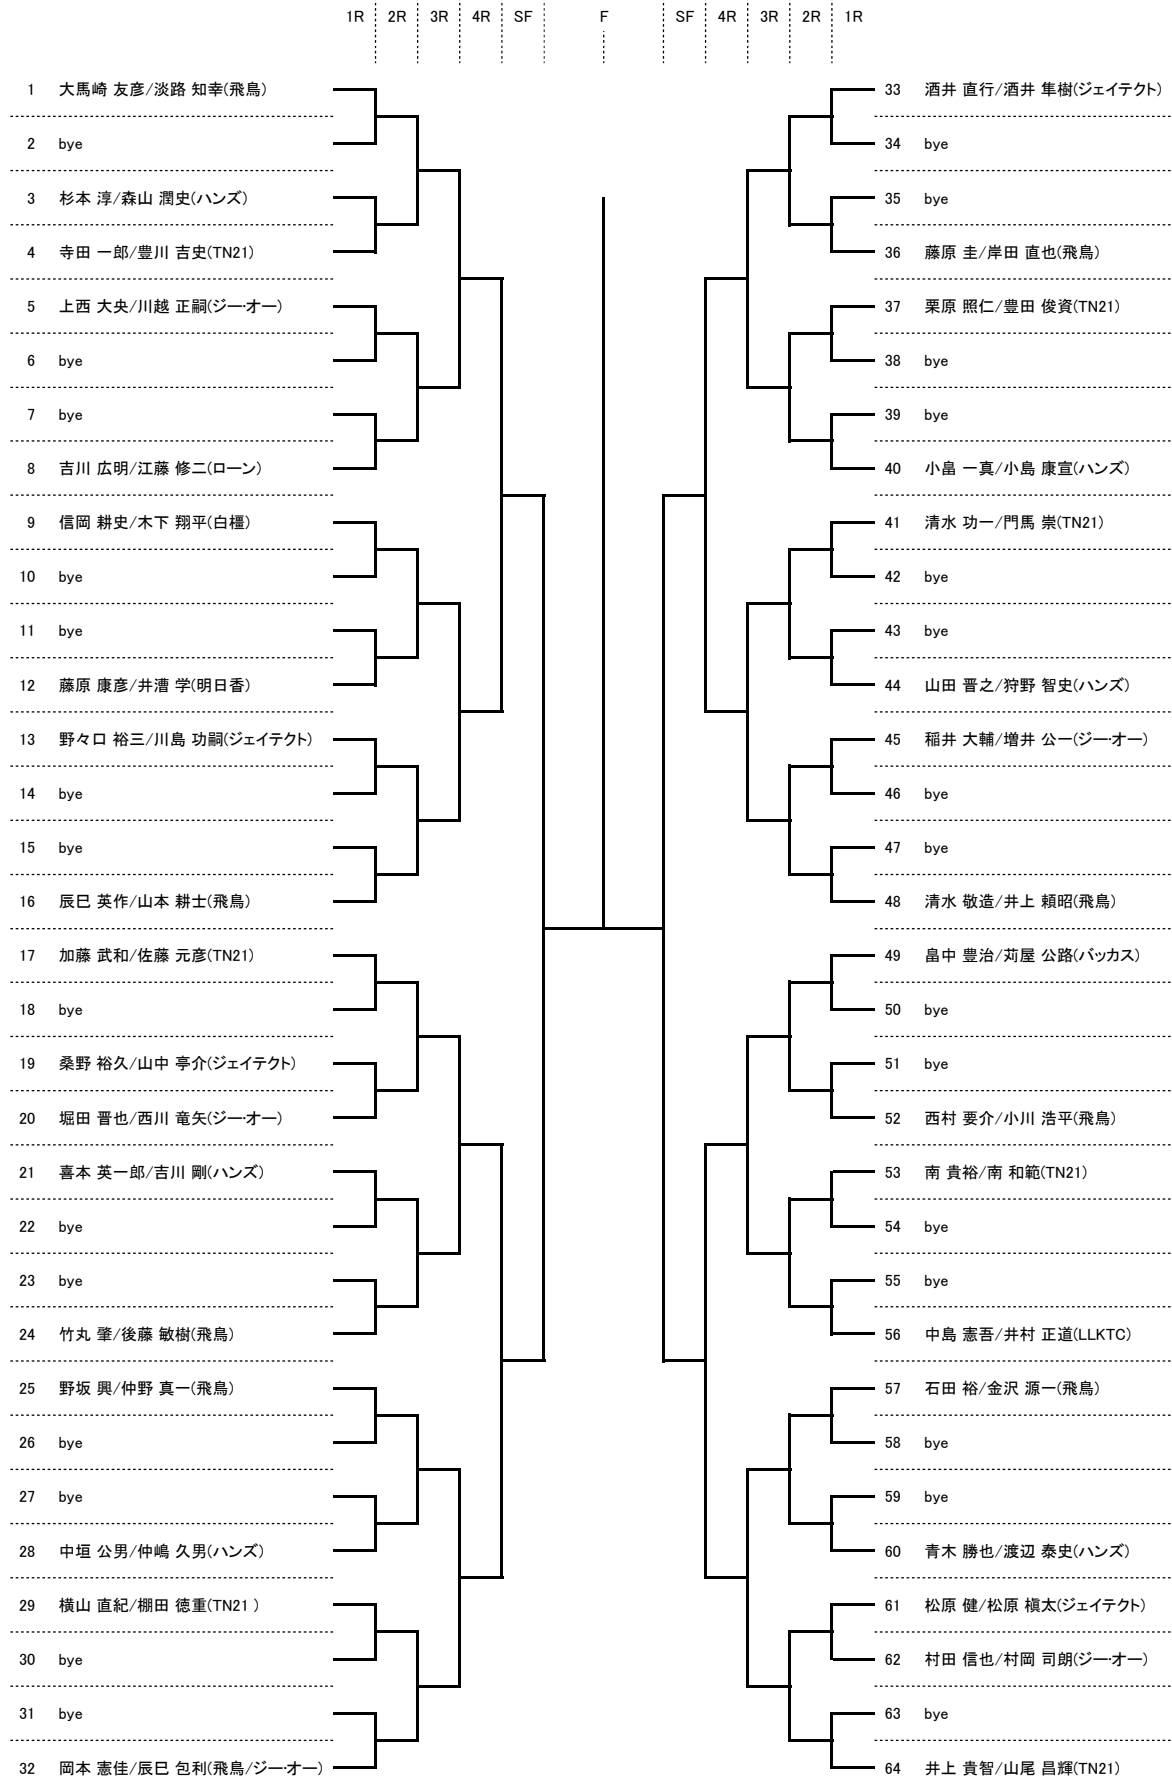 1R 2R 3R 4R SF F SF 4R 3R 2R 1R
1 大馬崎 友彦/淡路 知幸(飛鳥)
2 bye
3 杉本 淳/森山 潤史(ハンズ)
4 寺田 一郎/豊川 吉史(TN21)
5 上西 大央/川越 正嗣(ジー・オー)
6 bye
7 bye
8 吉川 広明/江藤 修二(ローン)
9 信岡 耕史/木下 翔平(白橿)
10 bye
11 bye
12 藤原 康彦/井澅 学(明日香)
13 野々口 裕三/川島 功嗣(ジェイテクト)
14 bye
15 bye
16 辰巳 英作/山本 耕士(飛鳥)
17 加藤 武和/佐藤 元彦(TN21)
18 bye
19 桑野 裕久/山中 亭介(ジェイテクト)
20 堀田 晋也/西川 竜矢(ジー・オー)
21 喜本 英一郎/吉川 剛(ハンズ)
22 bye
23 bye
24 竹丸 肇/後藤 敏樹(飛鳥)
25 野坂 興/仲野 真一(飛鳥)
26 bye
27 bye
28 中垣 公男/仲嶋 久男(ハンズ)
29 横山 直紀/棚田 徳重(TN21 )
30 bye
31 bye
32 岡本 憲佳/辰巳 包利(飛鳥/ジー・オー)
33 酒井 直行/酒井 隼樹(ジェイテクト)
34 bye
35 bye
36 藤原 圭/岸田 直也(飛鳥)
37 栗原 照仁/豊田 俊資(TN21)
38 bye
39 bye
40 小畠 一真/小島 康宣(ハンズ)
41 清水 功一/門馬 崇(TN21)
42 bye
43 bye
44 山田 晋之/狩野 智史(ハンズ)
45 稲井 大輔/増井 公一(ジー・オー)
46 bye
47 bye
48 清水 敬造/井上 頼昭(飛鳥)
49 畠中 豊治/苅屋 公路(バッカス)
50 bye
51 bye
52 西村 要介/小川 浩平(飛鳥)
53 南 貴裕/南 和範(TN21)
54 bye
55 bye
56 中島 憲吾/井村 正道(LLKTC)
57 石田 裕/金沢 源一(飛鳥)
58 bye
59 bye
60 青木 勝也/渡辺 泰史(ハンズ)
61 松原 健/松原 槇太(ジェイテクト)
62 村田 信也/村岡 司朗(ジー・オー)
63 bye
64 井上 貴智/山尾 昌輝(TN21)